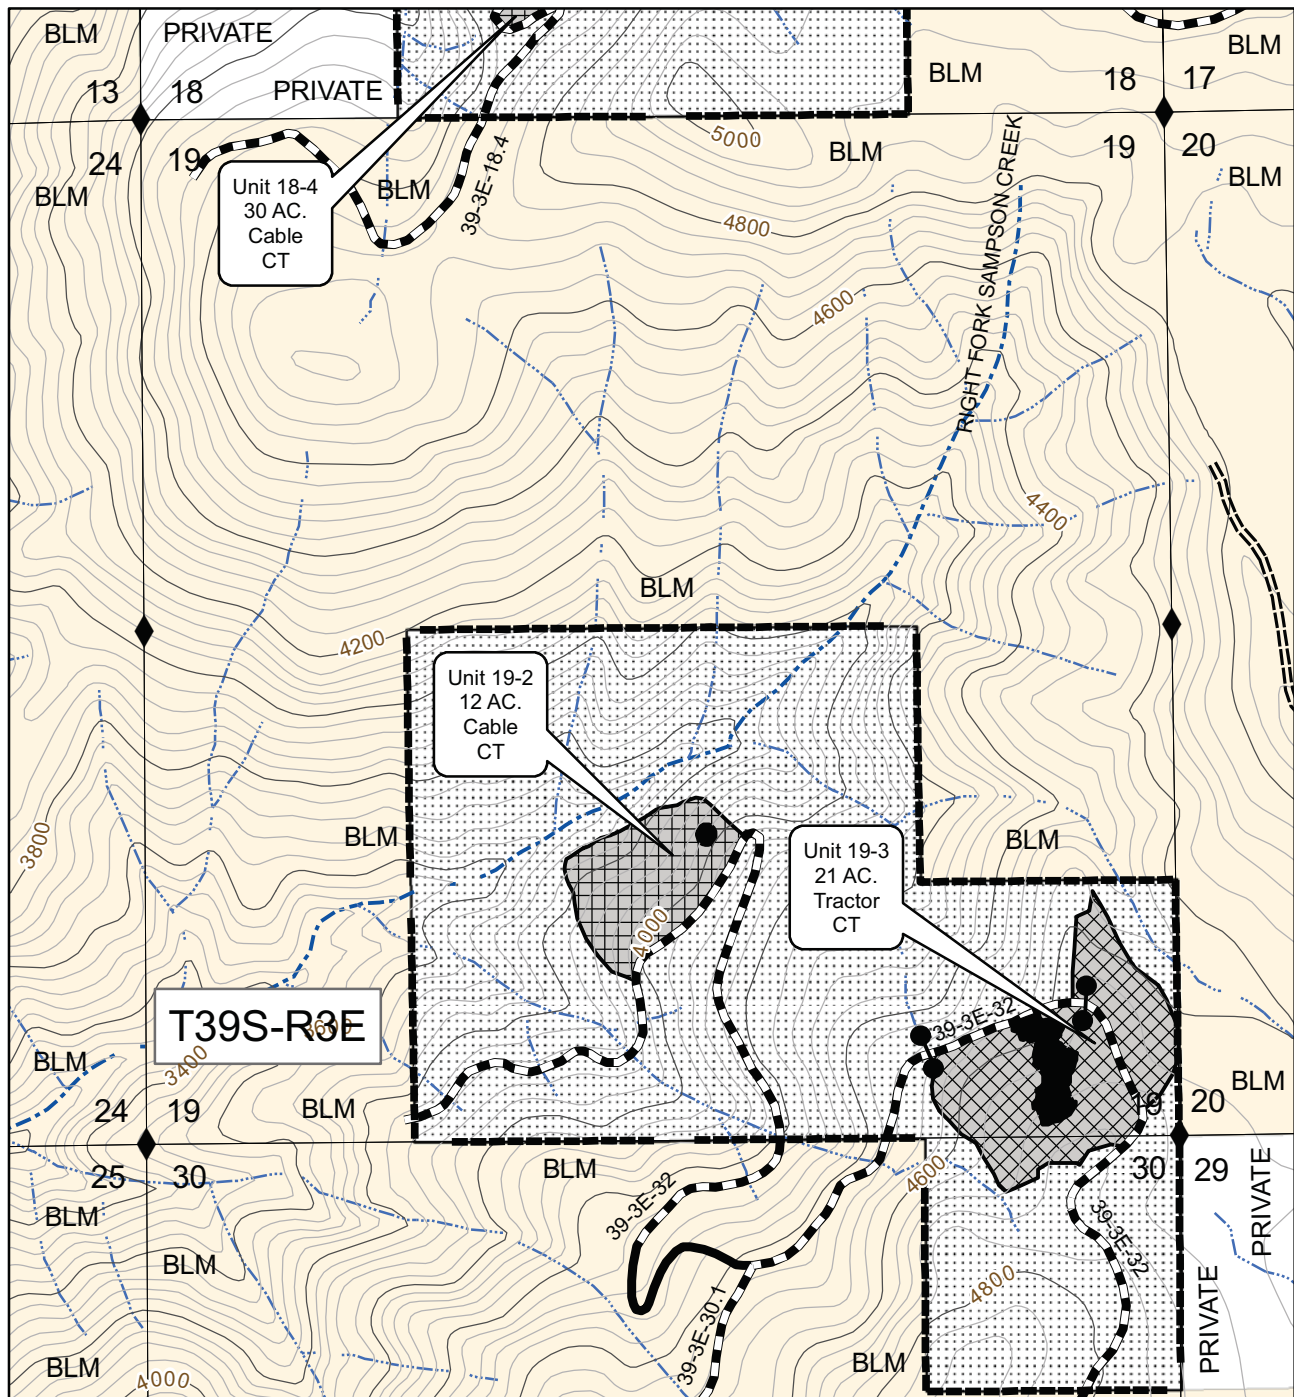 BLM
PRIVATE
BLM
BLM
13
18
PRIVATE
18
17
5000
24
19
BLM
19
20
BLM
BLM
BLM
39-3E-18.4
Unit 18-4
30 AC.
Cable
CT
4800
RIGHT FORK SAMPSON CREEK
4600
4400
BLM
4200
Unit 19-2
12 AC.
Cable
CT
3800
BLM
BLM
Unit 19-3
21 AC.
Tractor
CT
4000
39-3E-32
T39S-R3E
3600
3400
BLM
24
19
BLM
19
20
BLM
25
30
BLM
4600
30
29
PRIVATE
BLM
39-3E-32
39-3E-32
BLM
4800
PRIVATE
39-3E-30.1
BLM
4000
BLM